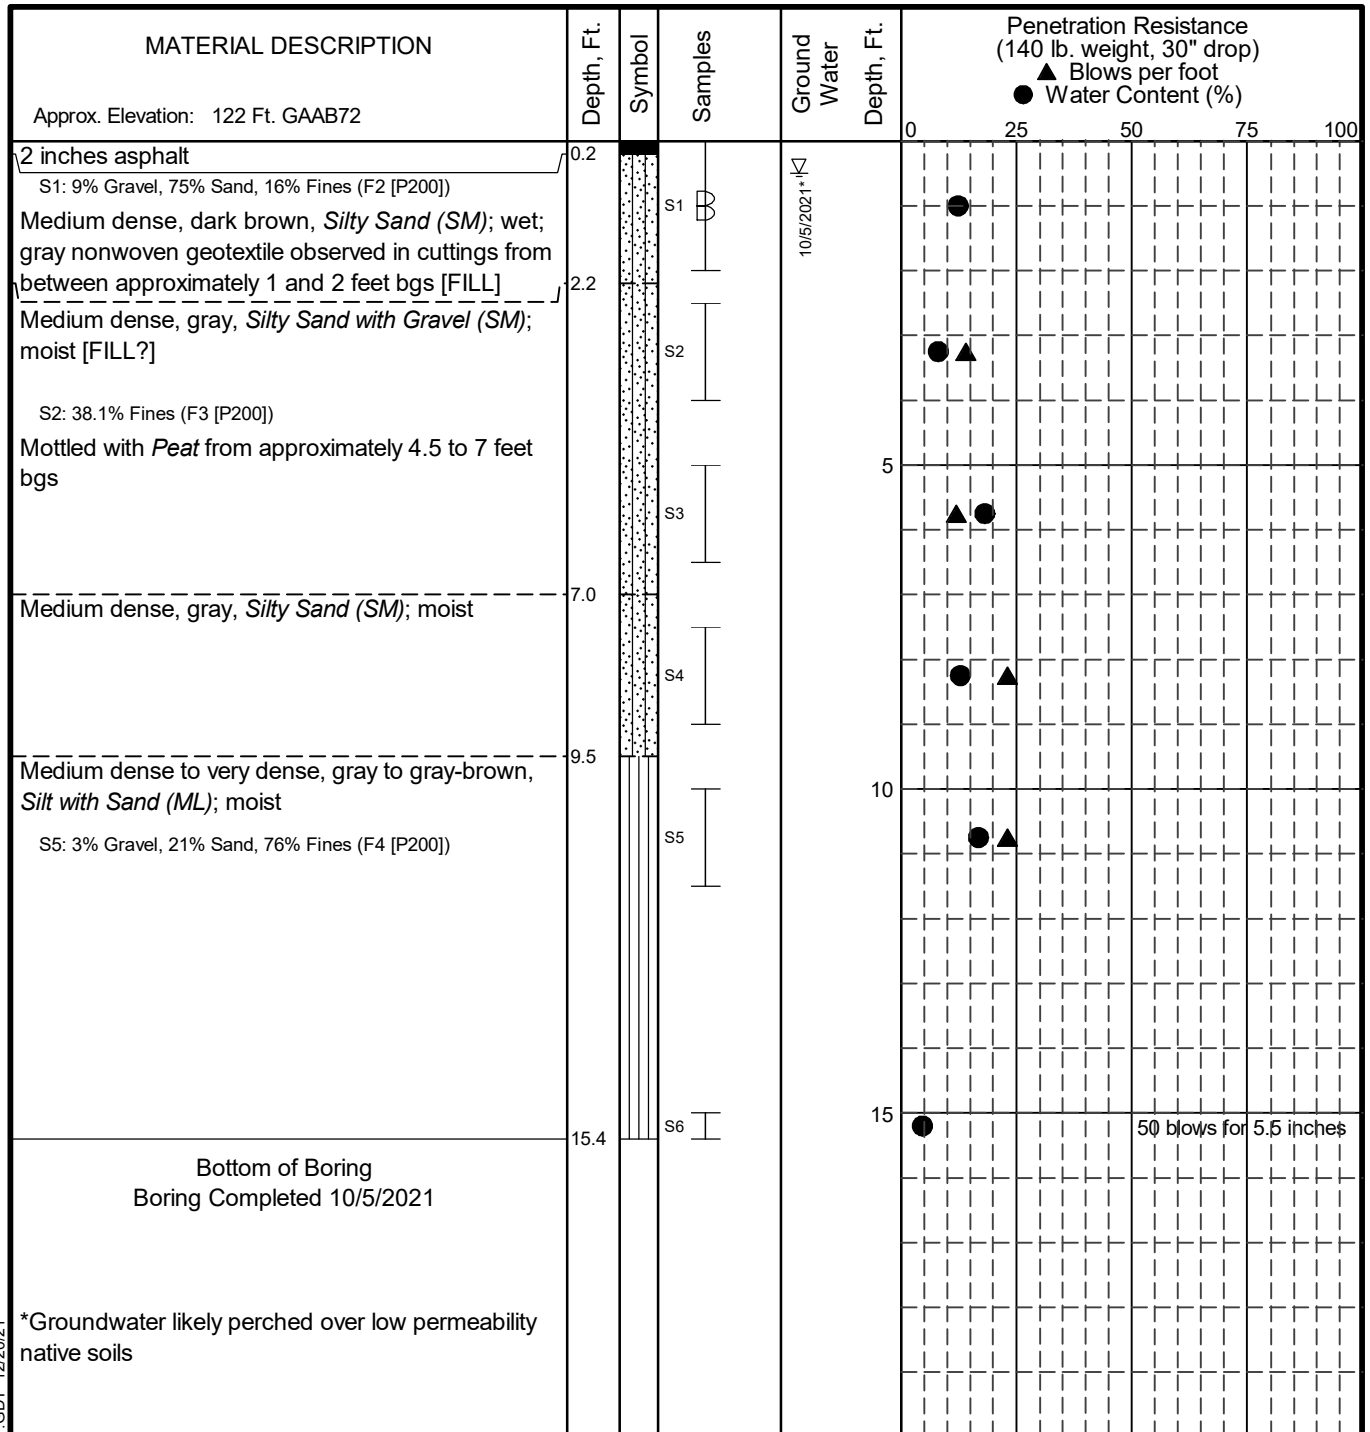 MATERIAL DESCRIPTION
Approx. Elevation: 122 Ft. GAAB72
Depth, Ft.
Symbol
Samples
Ground
Water
Depth, Ft.
Penetration Resistance
(140 lb. weight, 30" drop)
▲ Blows per foot
● Water Content (%)
0 25 50 75 100
2 inches asphalt
0.2
S1: 9% Gravel, 75% Sand, 16% Fines (F2 [P200])
Medium dense, dark brown, Silty Sand (SM); wet;
gray nonwoven geotextile observed in cuttings from
between approximately 1 and 2 feet bgs [FILL]
S1
10/5/2021*
2.2
Medium dense, gray, Silty Sand with Gravel (SM);
moist [FILL?]
S2
S2: 38.1% Fines (F3 [P200])
Mottled with Peat from approximately 4.5 to 7 feet
bgs
5
S3
7.0
Medium dense, gray, Silty Sand (SM); moist
S4
9.5
Medium dense to very dense, gray to gray-brown,
Silt with Sand (ML); moist
10
S5: 3% Gravel, 21% Sand, 76% Fines (F4 [P200])
S5
15
S6
50 blows for 5.5 inches
15.4
Bottom of Boring
Boring Completed 10/5/2021
*Groundwater likely perched over low permeability
native soils
.GDT 12/20/21